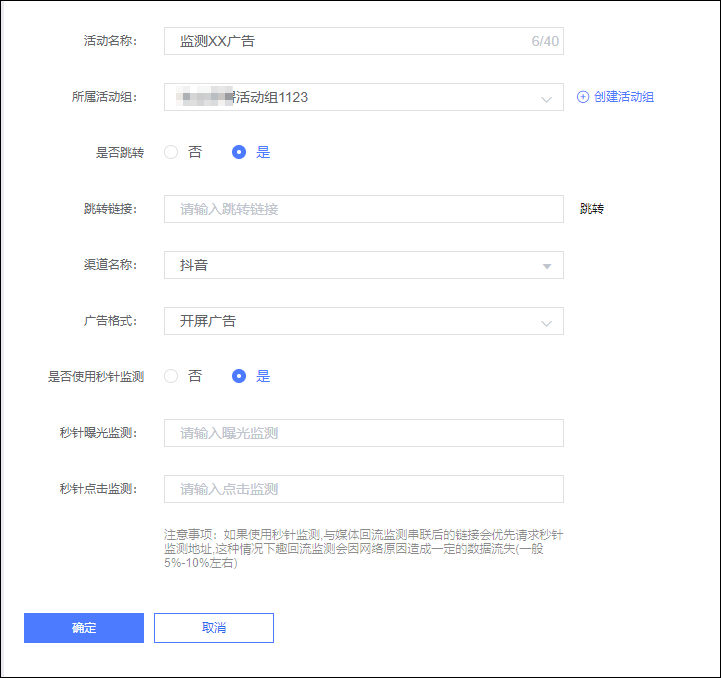 活动名称： 监测XX广告 6/40
所属活动组： 活动组1123 创建活动组
是否跳转 否 是
跳转链接： 请输入跳转链接 跳转
渠道名称： 抖音
广告格式： 开屏广告
是否使用秒针监测 否 是
秒针曝光监测： 请输入曝光监测
秒针点击监测： 请输入点击监测
注意事项：如果使用秒针监测,与媒体回流监测串联后的链接会优先请求秒针
监测地址,这种情况下趣回流监测会因网络原因造成一定的数据流失(一般
5%-10%左右)
确定 取消